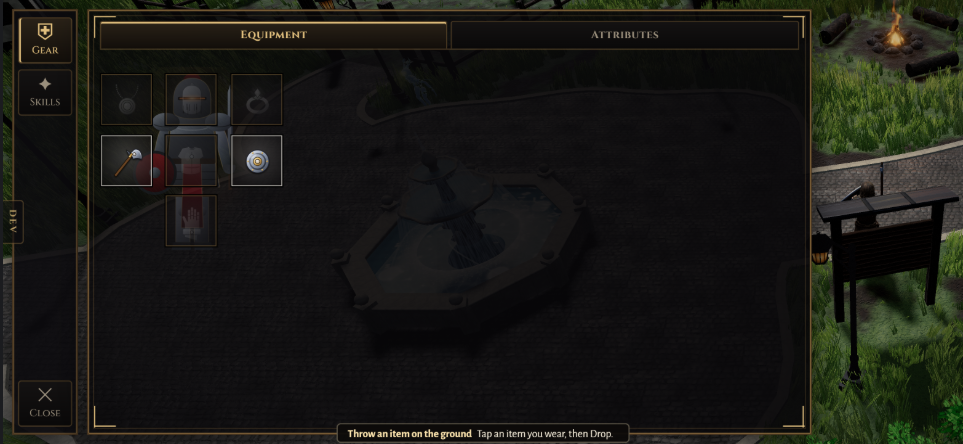 GEAR
SKILLS
DEV
CLOSE
EQUIPMENT
ATTRIBUTES
Throw an item on the ground Tap an item you wear, then Drop.